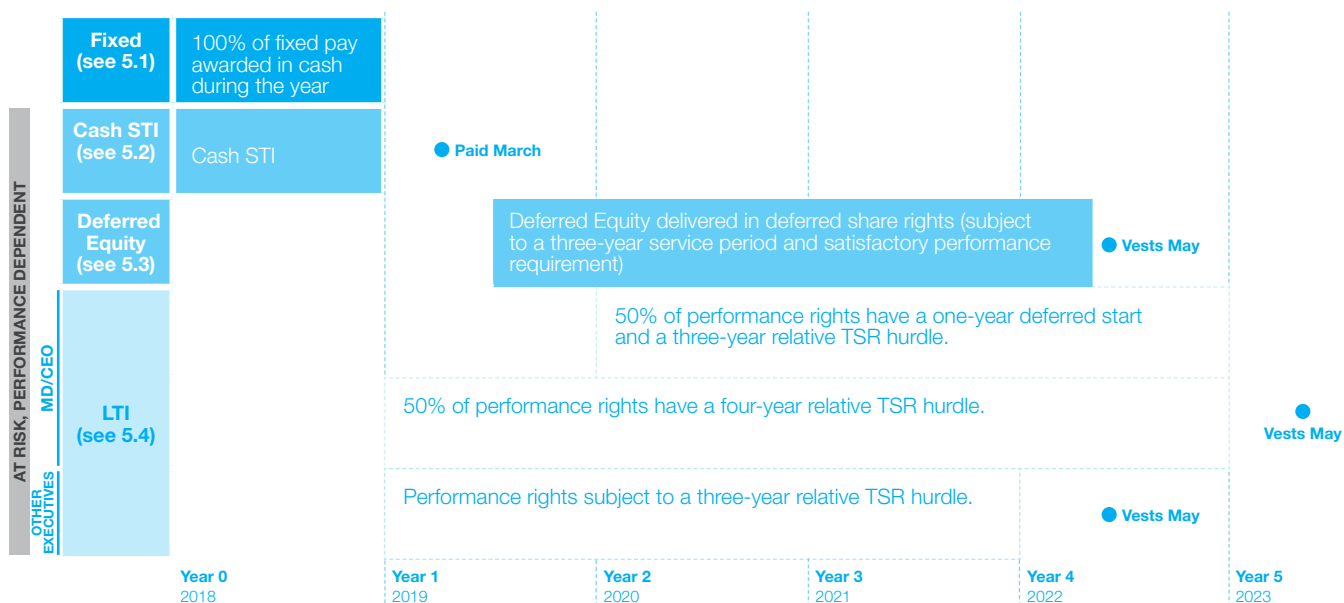 Fixed
(see 5.1)
100% of fixed pay
awarded in cash
during the year
AT RISK, PERFORMANCE DEPENDENT
Cash STI
(see 5.2)
Cash STI
Paid March
Deferred
Equity
(see 5.3)
Deferred Equity delivered in deferred share rights (subject
to a three-year service period and satisfactory performance
requirement)
Vests May
MD/CEO
LTI
(see 5.4)
50% of performance rights have a one-year deferred start
and a three-year relative TSR hurdle.
50% of performance rights have a four-year relative TSR hurdle.
Vests May
OTHER
EXECUTIVES
Performance rights subject to a three-year relative TSR hurdle.
Vests May
Year 0
2018
Year 1
2019
Year 2
2020
Year 3
2021
Year 4
2022
Year 5
2023